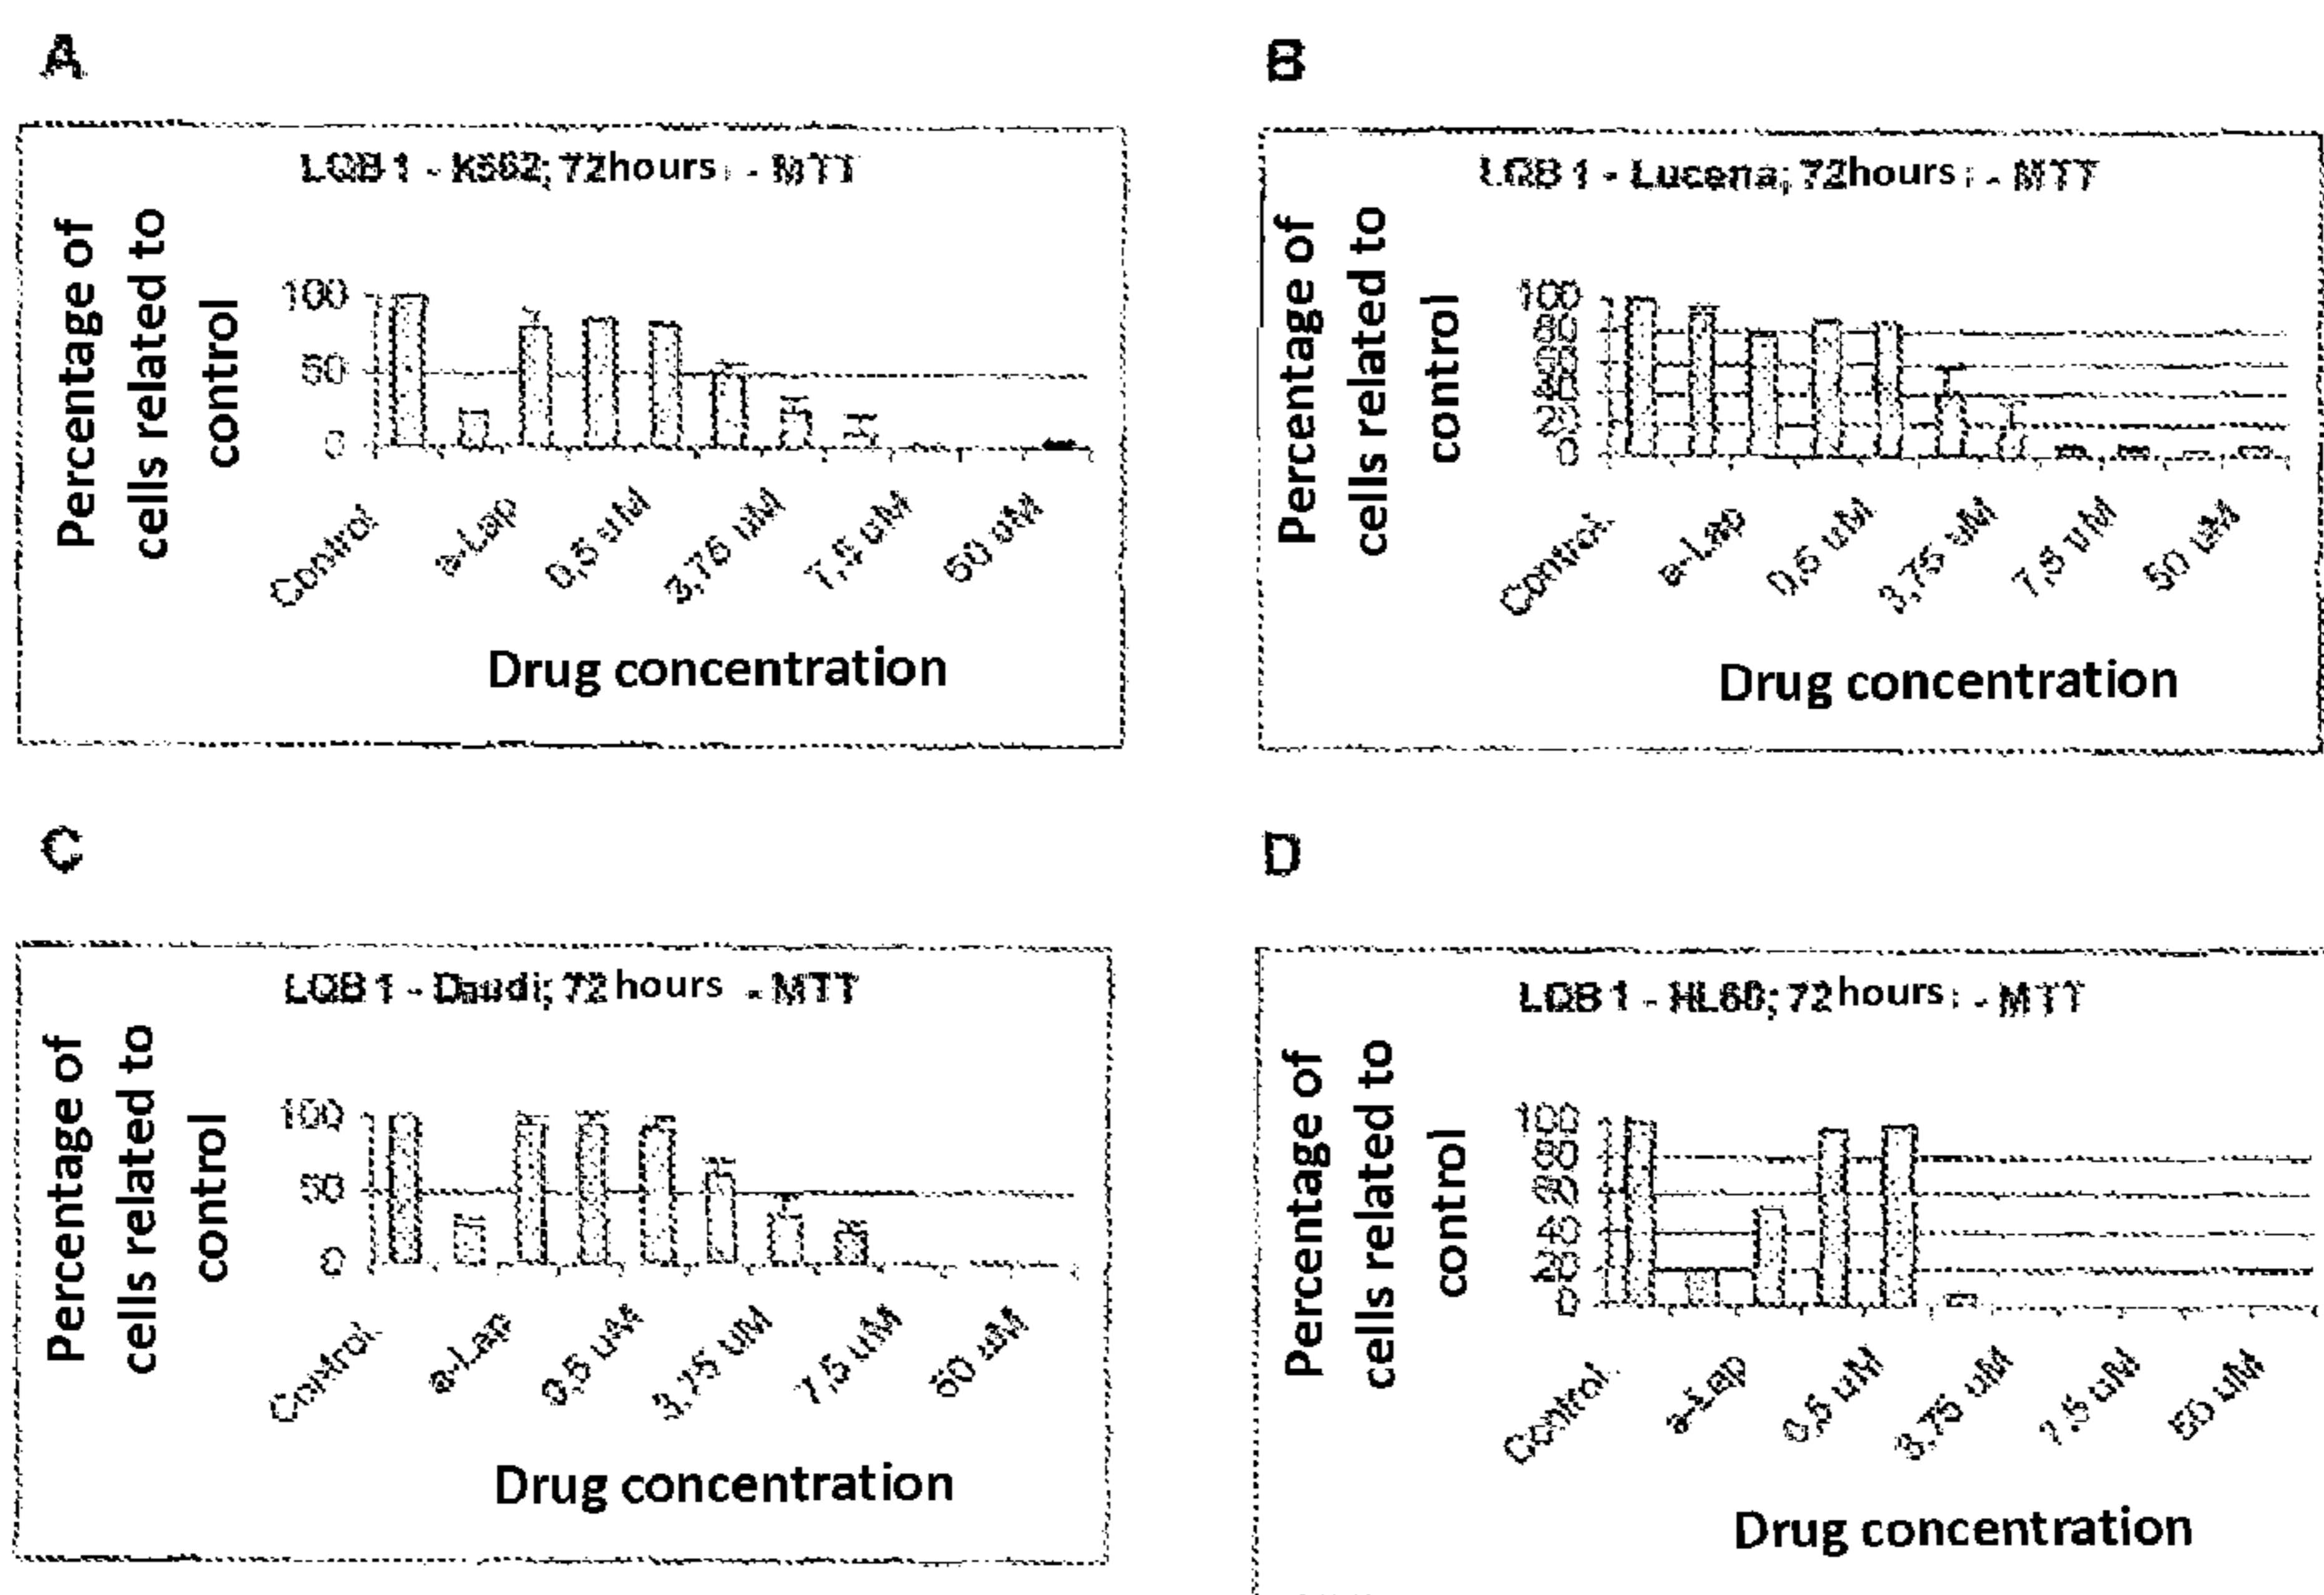 A
LQB 1 - K562; 72 hours - MTT
Percentage of
cells related to
control
100
50
0
Control
a-Lap
0,5 uM
3,75 uM
7,5 uM
50 uM
Drug concentration
B
LQB 1 - Lucena; 72 hours : - MTT
Percentage of
cells related to
control
100
0
Control
a-Lap
0,5 uM
3,75 uM
7,5 uM
50 uM
Drug concentration
C
LQB 1 - Daudi; 72 hours - MTT
Percentage of
cells related to
control
100
50
0
Control
a-Lap
0,5 uM
3,75 uM
7,5 uM
50 uM
Drug concentration
D
LQB 1 - HL60; 72 hours : - MTT
Percentage of
cells related to
control
100
0
Control
a-Lap
0,5 uM
3,75 uM
7,5 uM
50 uM
Drug concentration